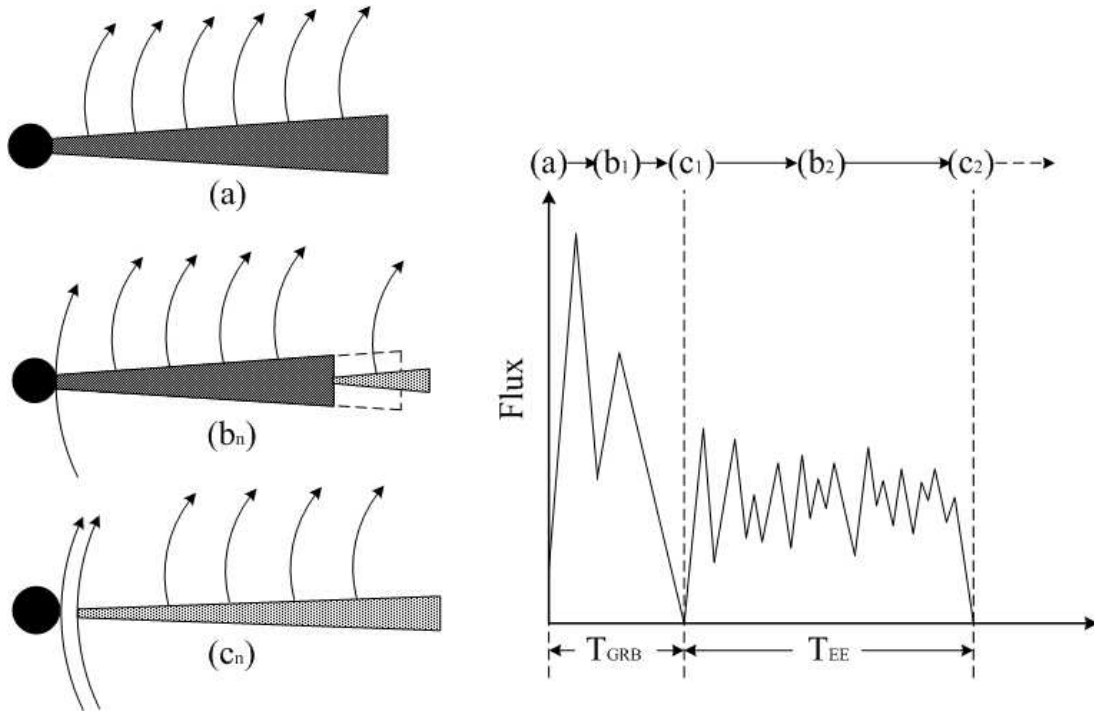 (a)
(bn)
(cn)
(a) (b1) (c1) (b2) (c2)
Flux
TGRB TEE